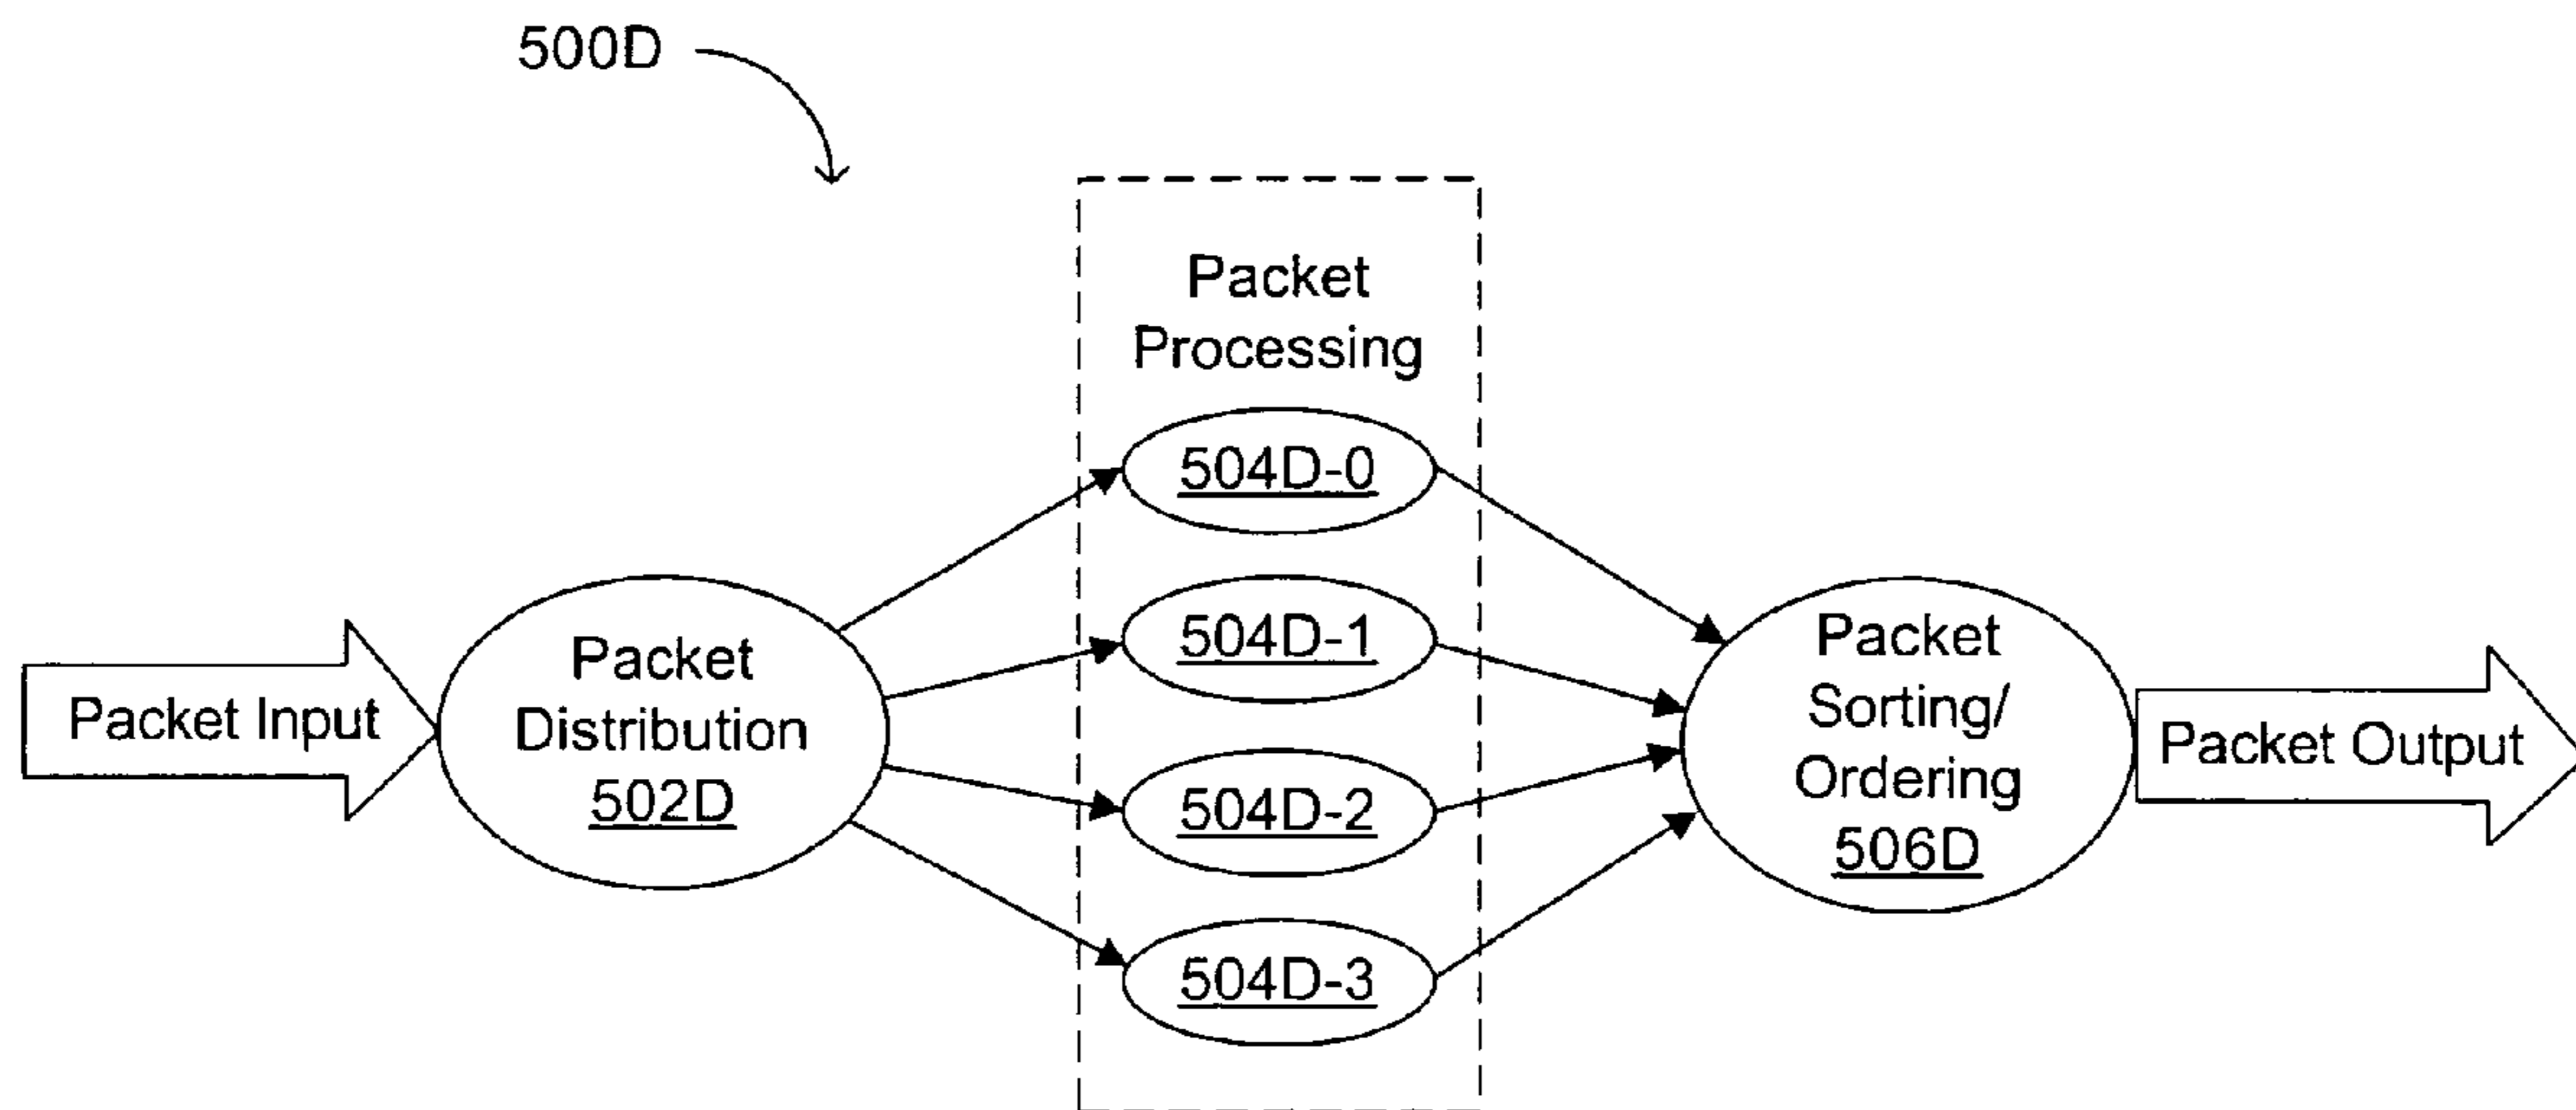 500D
Packet
Processing
504D-0
504D-1
504D-2
504D-3
Packet Input
Packet
Distribution
502D
Packet
Sorting/
Ordering
506D
Packet Output